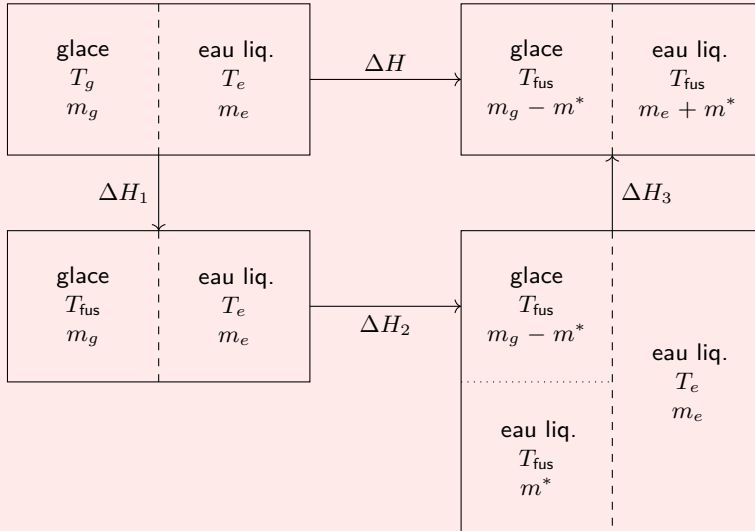 glace
T_g
m_g
eau liq.
T_e
m_e
ΔH
glace
T_fus
m_g − m*
eau liq.
T_fus
m_e + m*
ΔH_1
ΔH_3
glace
T_fus
m_g
eau liq.
T_e
m_e
ΔH_2
glace
T_fus
m_g − m*
eau liq.
T_e
m_e
eau liq.
T_fus
m*